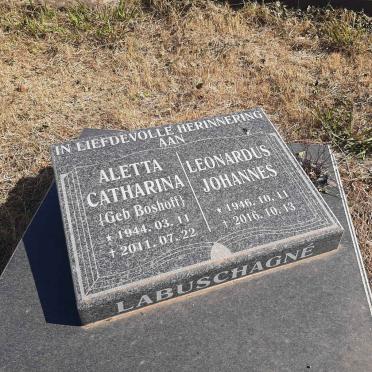 IN LIEFDEVOLLE HERINNERING
AAN
ALETTA
CATHARINA
(Geb Boshoff)
* 1944. 03. 11
† 2011. 07. 22
LEONARDUS
JOHANNES
* 1946. 10. 11
† 2016. 10. 13
LABUSCHAGNÉ